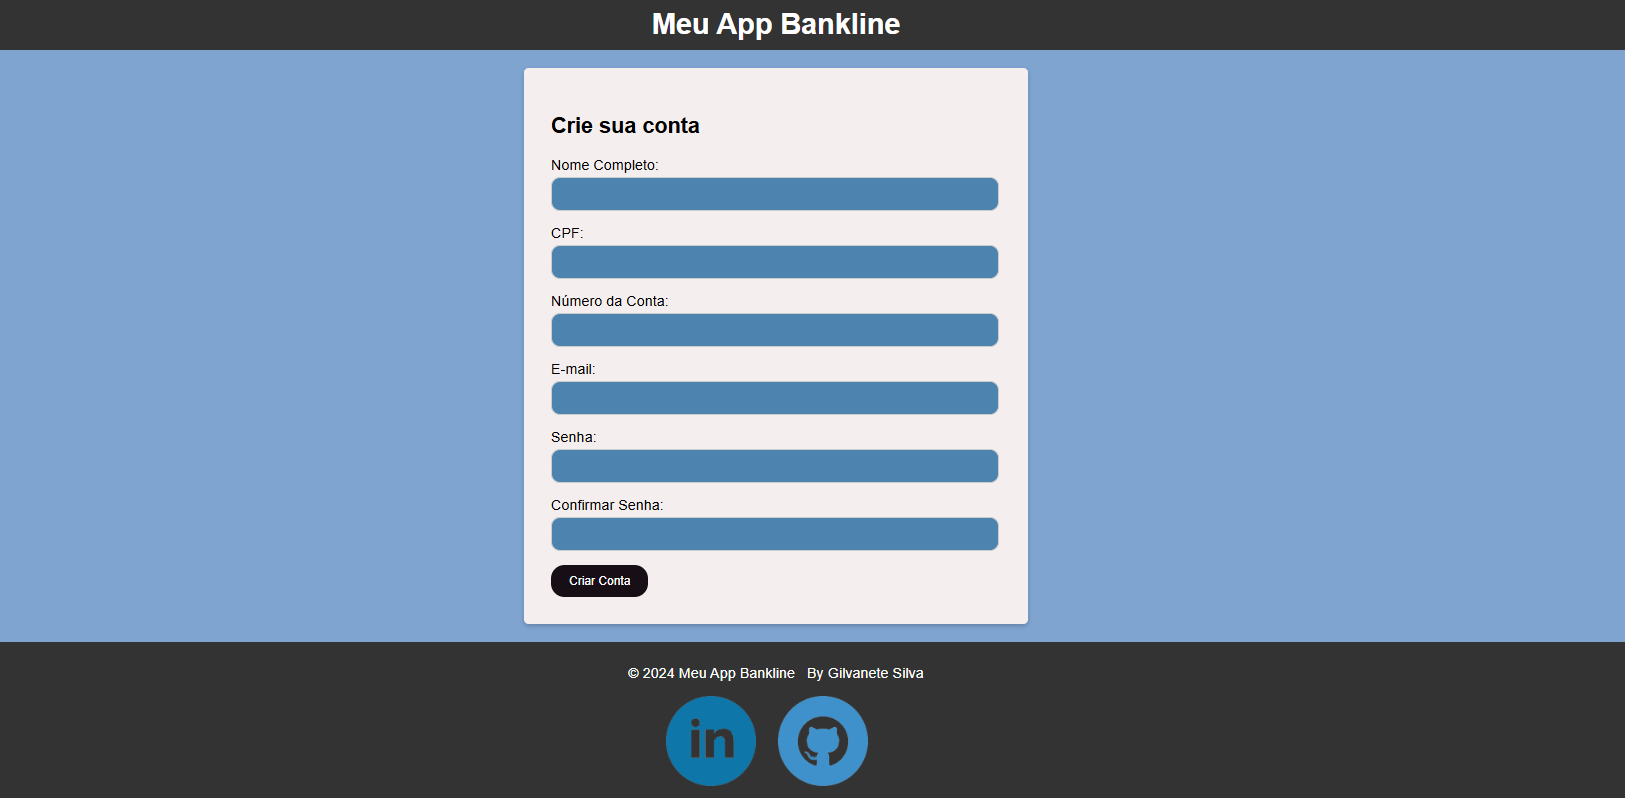 Meu App Bankline
Crie sua conta
Nome Completo:
CPF:
Número da Conta:
E-mail:
Senha:
Confirmar Senha:
Criar Conta
© 2024 Meu App Bankline By Gilvanete Silva
in